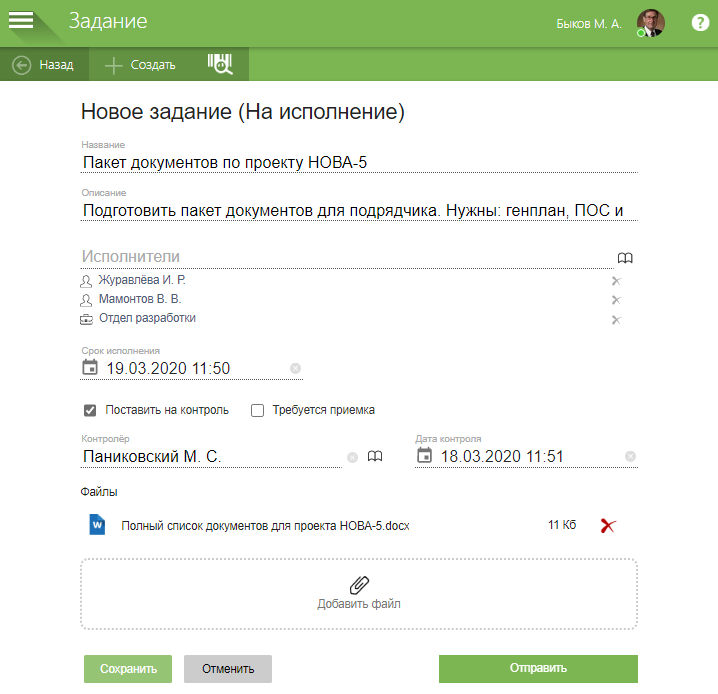 Задание
Быков М. А.
?
Назад
Создать
Новое задание (На исполнение)
Название
Пакет документов по проекту НОВА-5
Описание
Подготовить пакет документов для подрядчика. Нужны: генплан, ПОС и
Исполнители
Журавлёва И. Р.
Мамонтов В. В.
Отдел разработки
Срок исполнения
19.03.2020 11:50
Поставить на контроль Требуется приемка
Контролёр Дата контроля
Паниковский М. С. 18.03.2020 11:51
Файлы
W Полный список документов для проекта НОВА-5.docx 11 Кб
Добавить файл
Сохранить Отменить Отправить